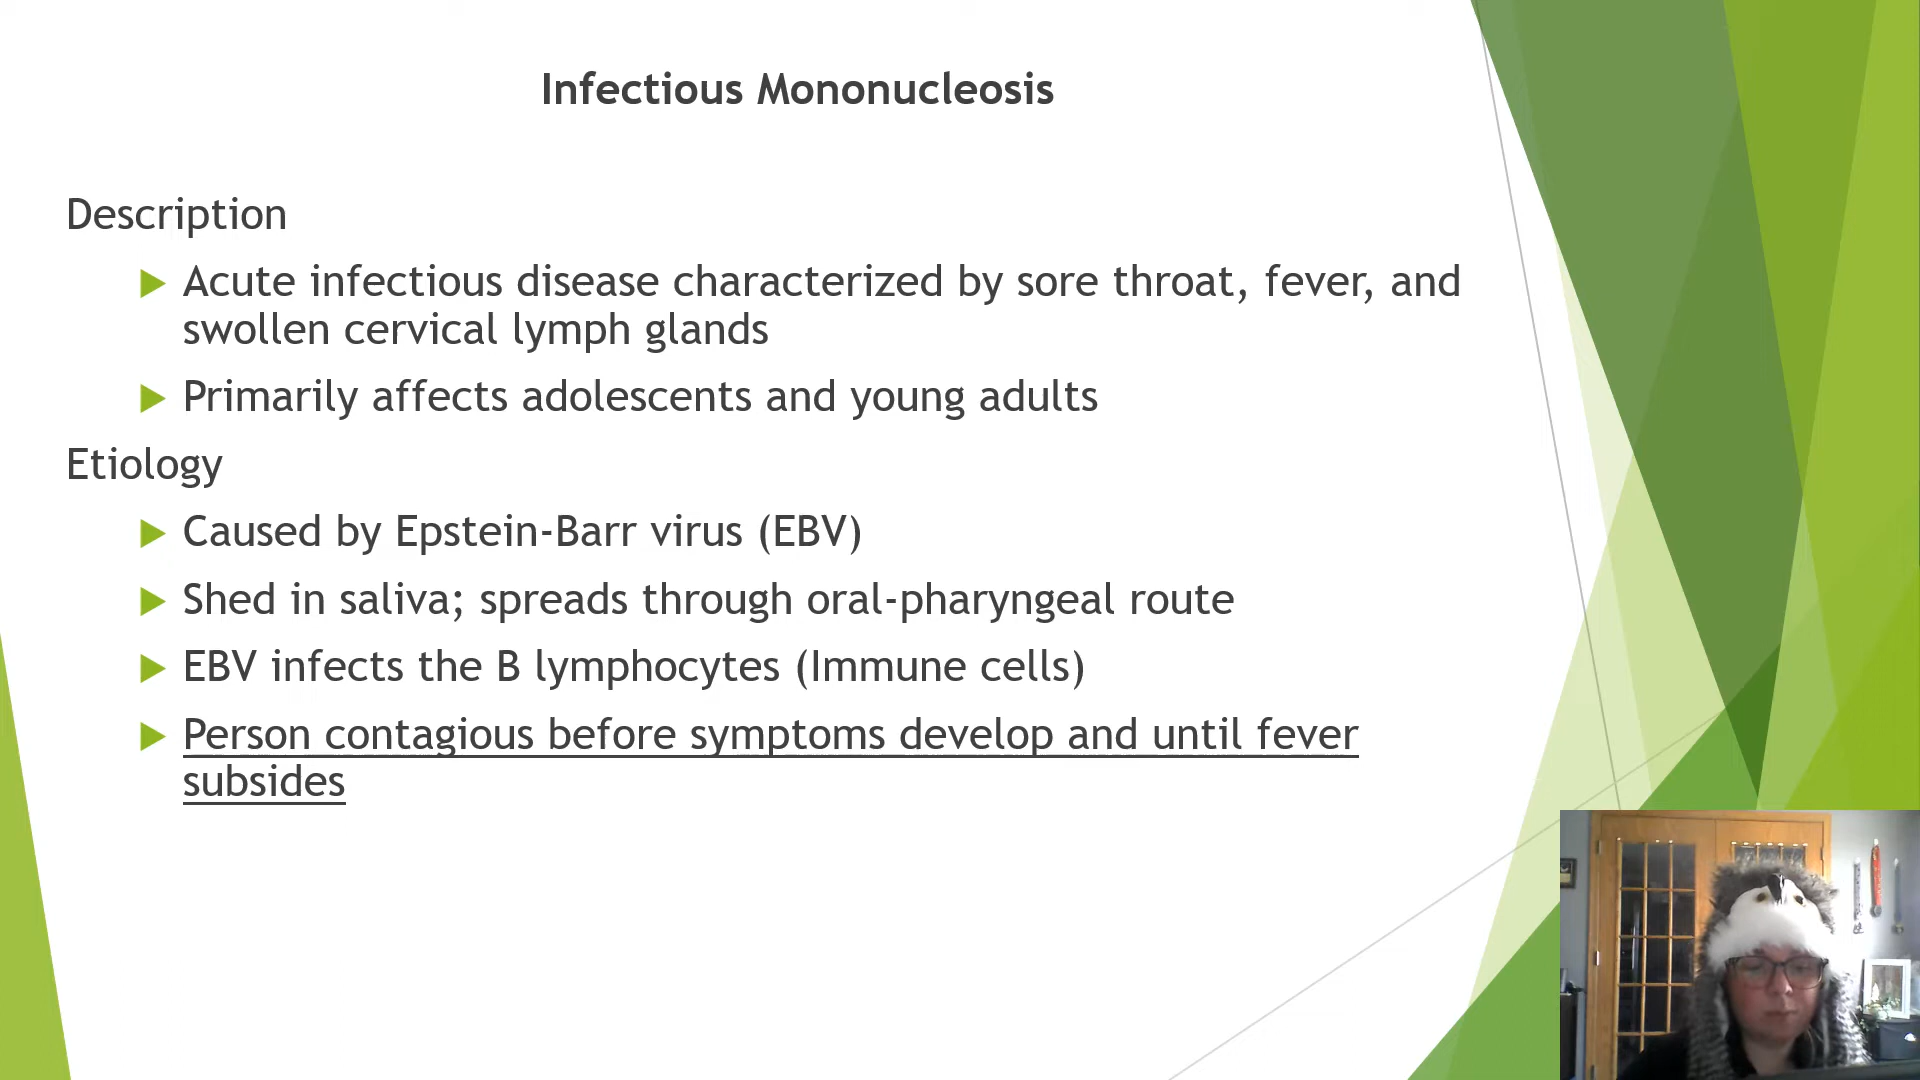 Infectious Mononucleosis
Description
Acute infectious disease characterized by sore throat, fever, and
swollen cervical lymph glands
Primarily affects adolescents and young adults
Etiology
Caused by Epstein-Barr virus (EBV)
Shed in saliva; spreads through oral-pharyngeal route
EBV infects the B lymphocytes (Immune cells)
Person contagious before symptoms develop and until fever
subsides